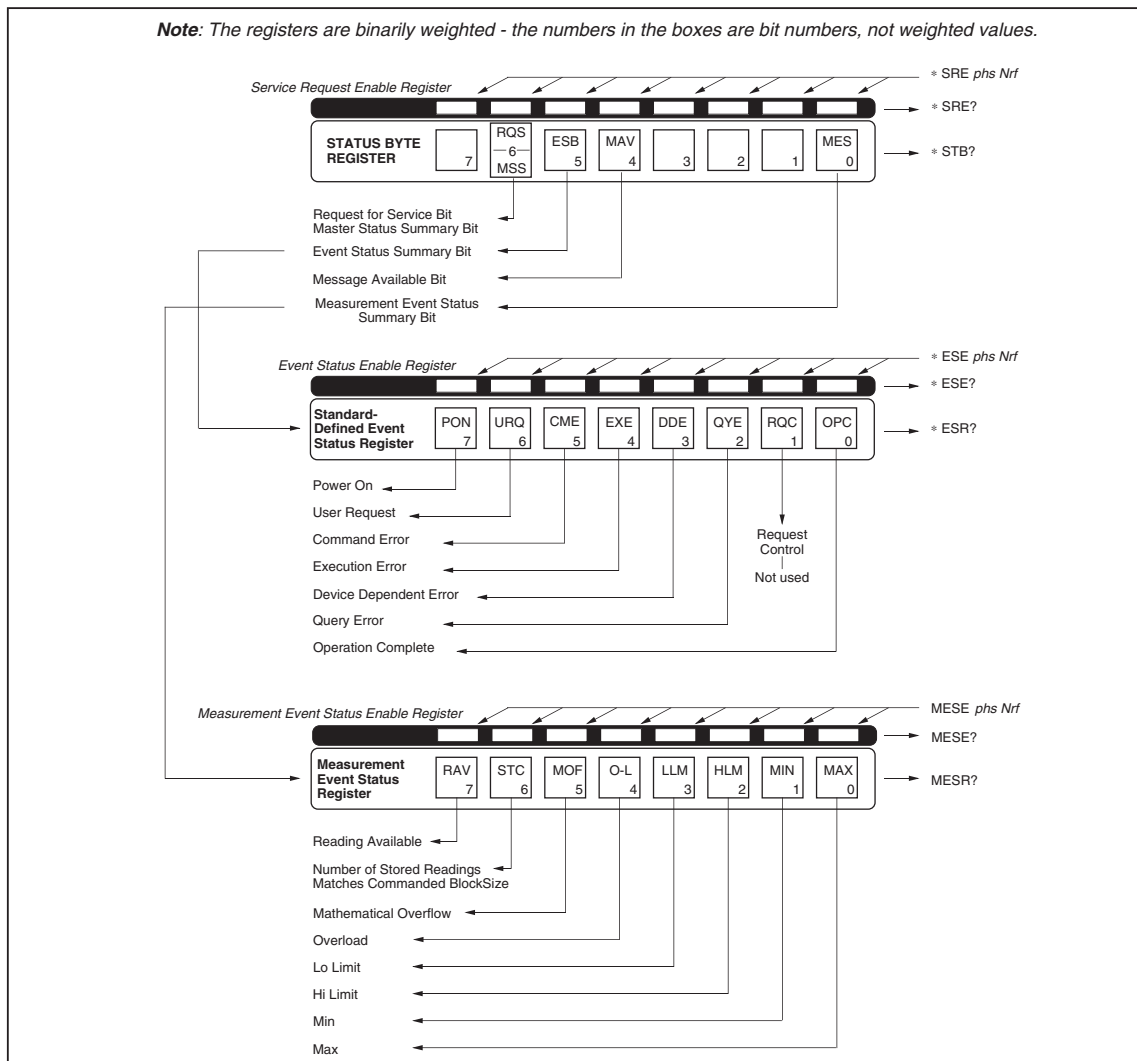 Note: The registers are binarily weighted - the numbers in the boxes are bit numbers, not weighted values.
Service Request Enable Register
* SRE phs Nrf
* SRE?
STATUS BYTE
REGISTER
7
RQS
6
MSS
ESB
5
MAV
4
3
2
1
MES
0
* STB?
Request for Service Bit
Master Status Summary Bit
Event Status Summary Bit
Message Available Bit
Measurement Event Status
Summary Bit
Event Status Enable Register
* ESE phs Nrf
* ESE?
Standard-
Defined Event
Status Register
PON
7
URQ
6
CME
5
EXE
4
DDE
3
QYE
2
RQC
1
OPC
0
* ESR?
Power On
User Request
Command Error
Execution Error
Device Dependent Error
Query Error
Operation Complete
Request
Control
Not used
Measurement Event Status Enable Register
MESE phs Nrf
MESE?
Measurement
Event Status
Register
RAV
7
STC
6
MOF
5
O-L
4
LLM
3
HLM
2
MIN
1
MAX
0
MESR?
Reading Available
Number of Stored Readings
Matches Commanded BlockSize
Mathematical Overflow
Overload
Lo Limit
Hi Limit
Min
Max